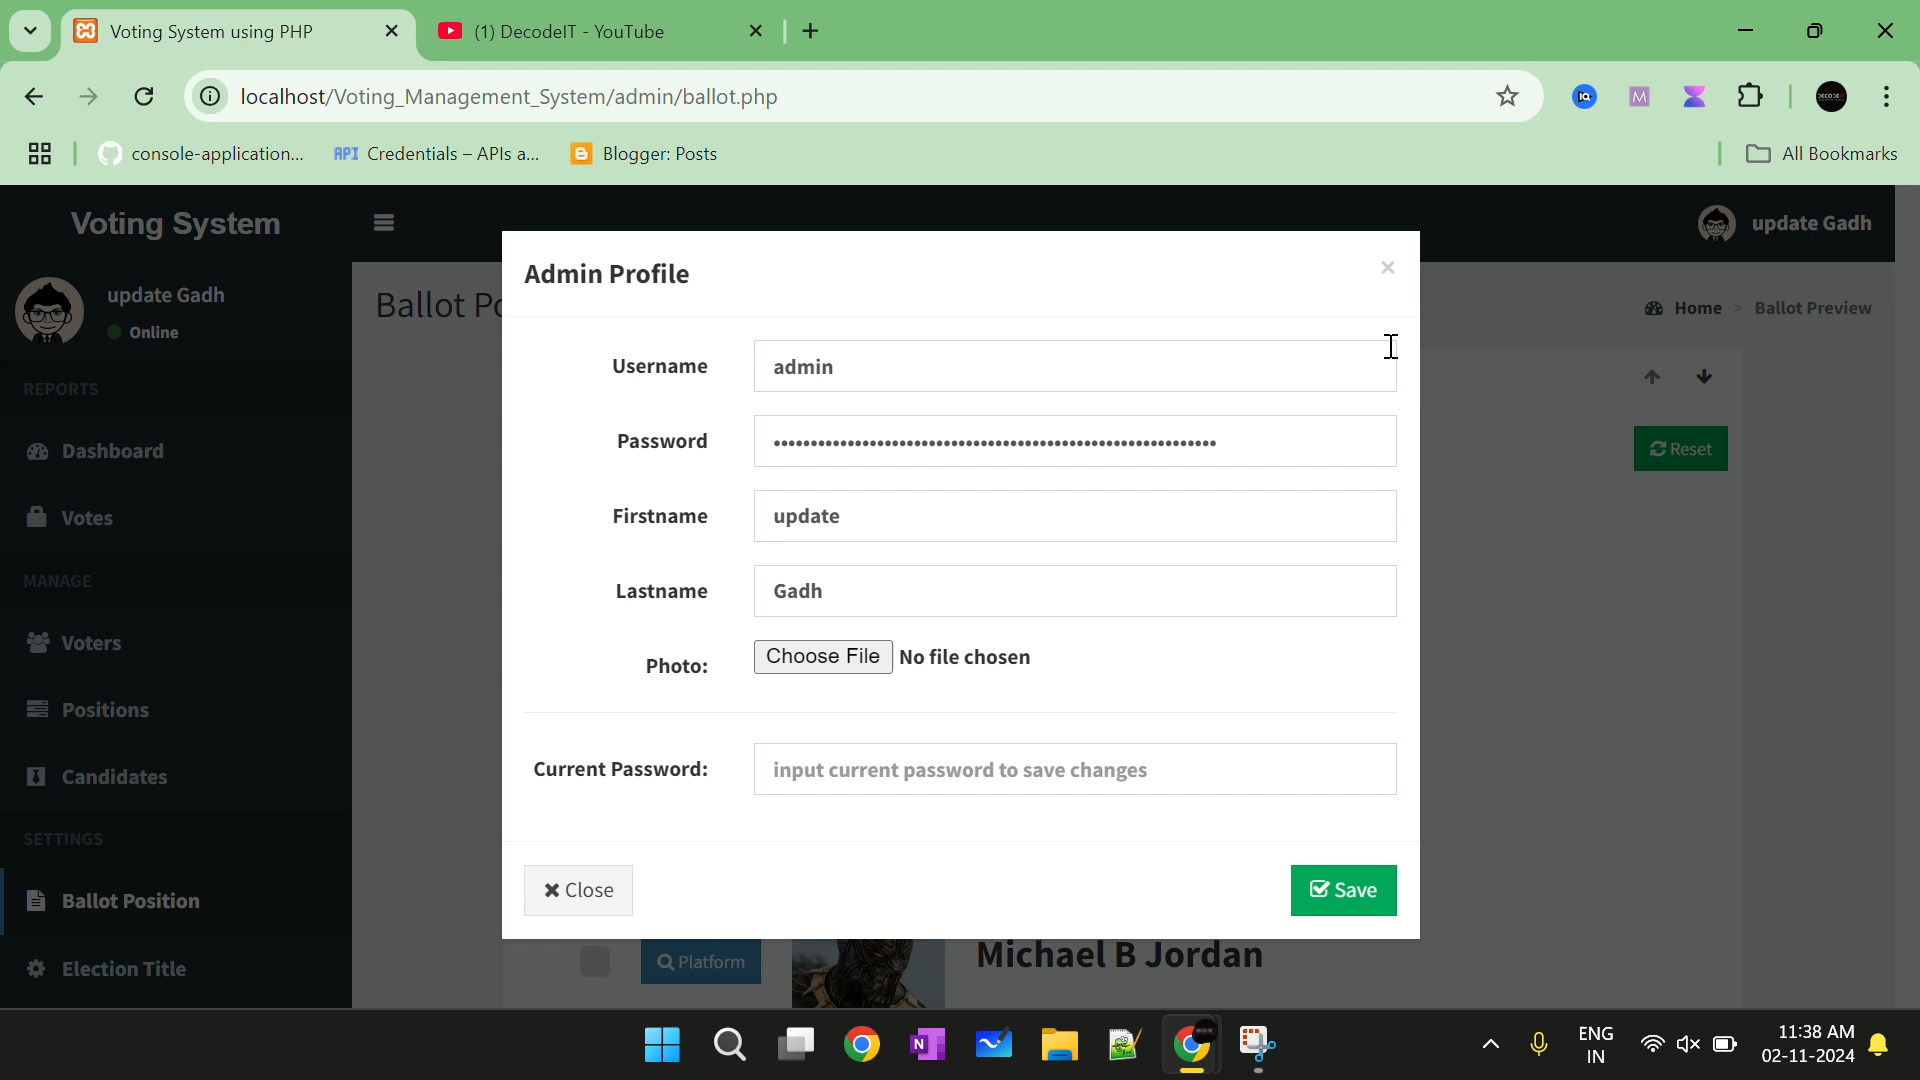 Voting System using PHP
(1) DecodeIT - YouTube
localhost/Voting_Management_System/admin/ballot.php
IQ
M
DECODEIT
console-application...
API Credentials – APIs a...
Blogger: Posts
All Bookmarks
Voting System
update Gadh
update Gadh
Online
Ballot Po
Home > Ballot Preview
REPORTS
Dashboard
Votes
MANAGE
Voters
Positions
Candidates
SETTINGS
Ballot Position
Election Title
Admin Profile
×
Username
admin
Password
Firstname
update
Lastname
Gadh
Photo:
Choose File No file chosen
Current Password:
input current password to save changes
Close
Save
Reset
Platform
Michael B Jordan
N
ENG
IN
11:38 AM
02-11-2024